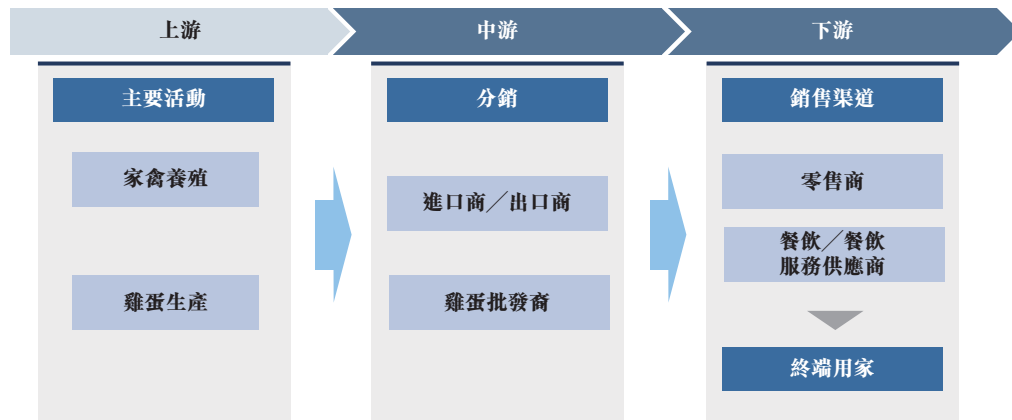 上游
中游
下游
主要活動
家禽養殖
雞蛋生產
分銷
進口商／出口商
雞蛋批發商
銷售渠道
零售商
餐飲／餐飲
服務供應商
終端用家